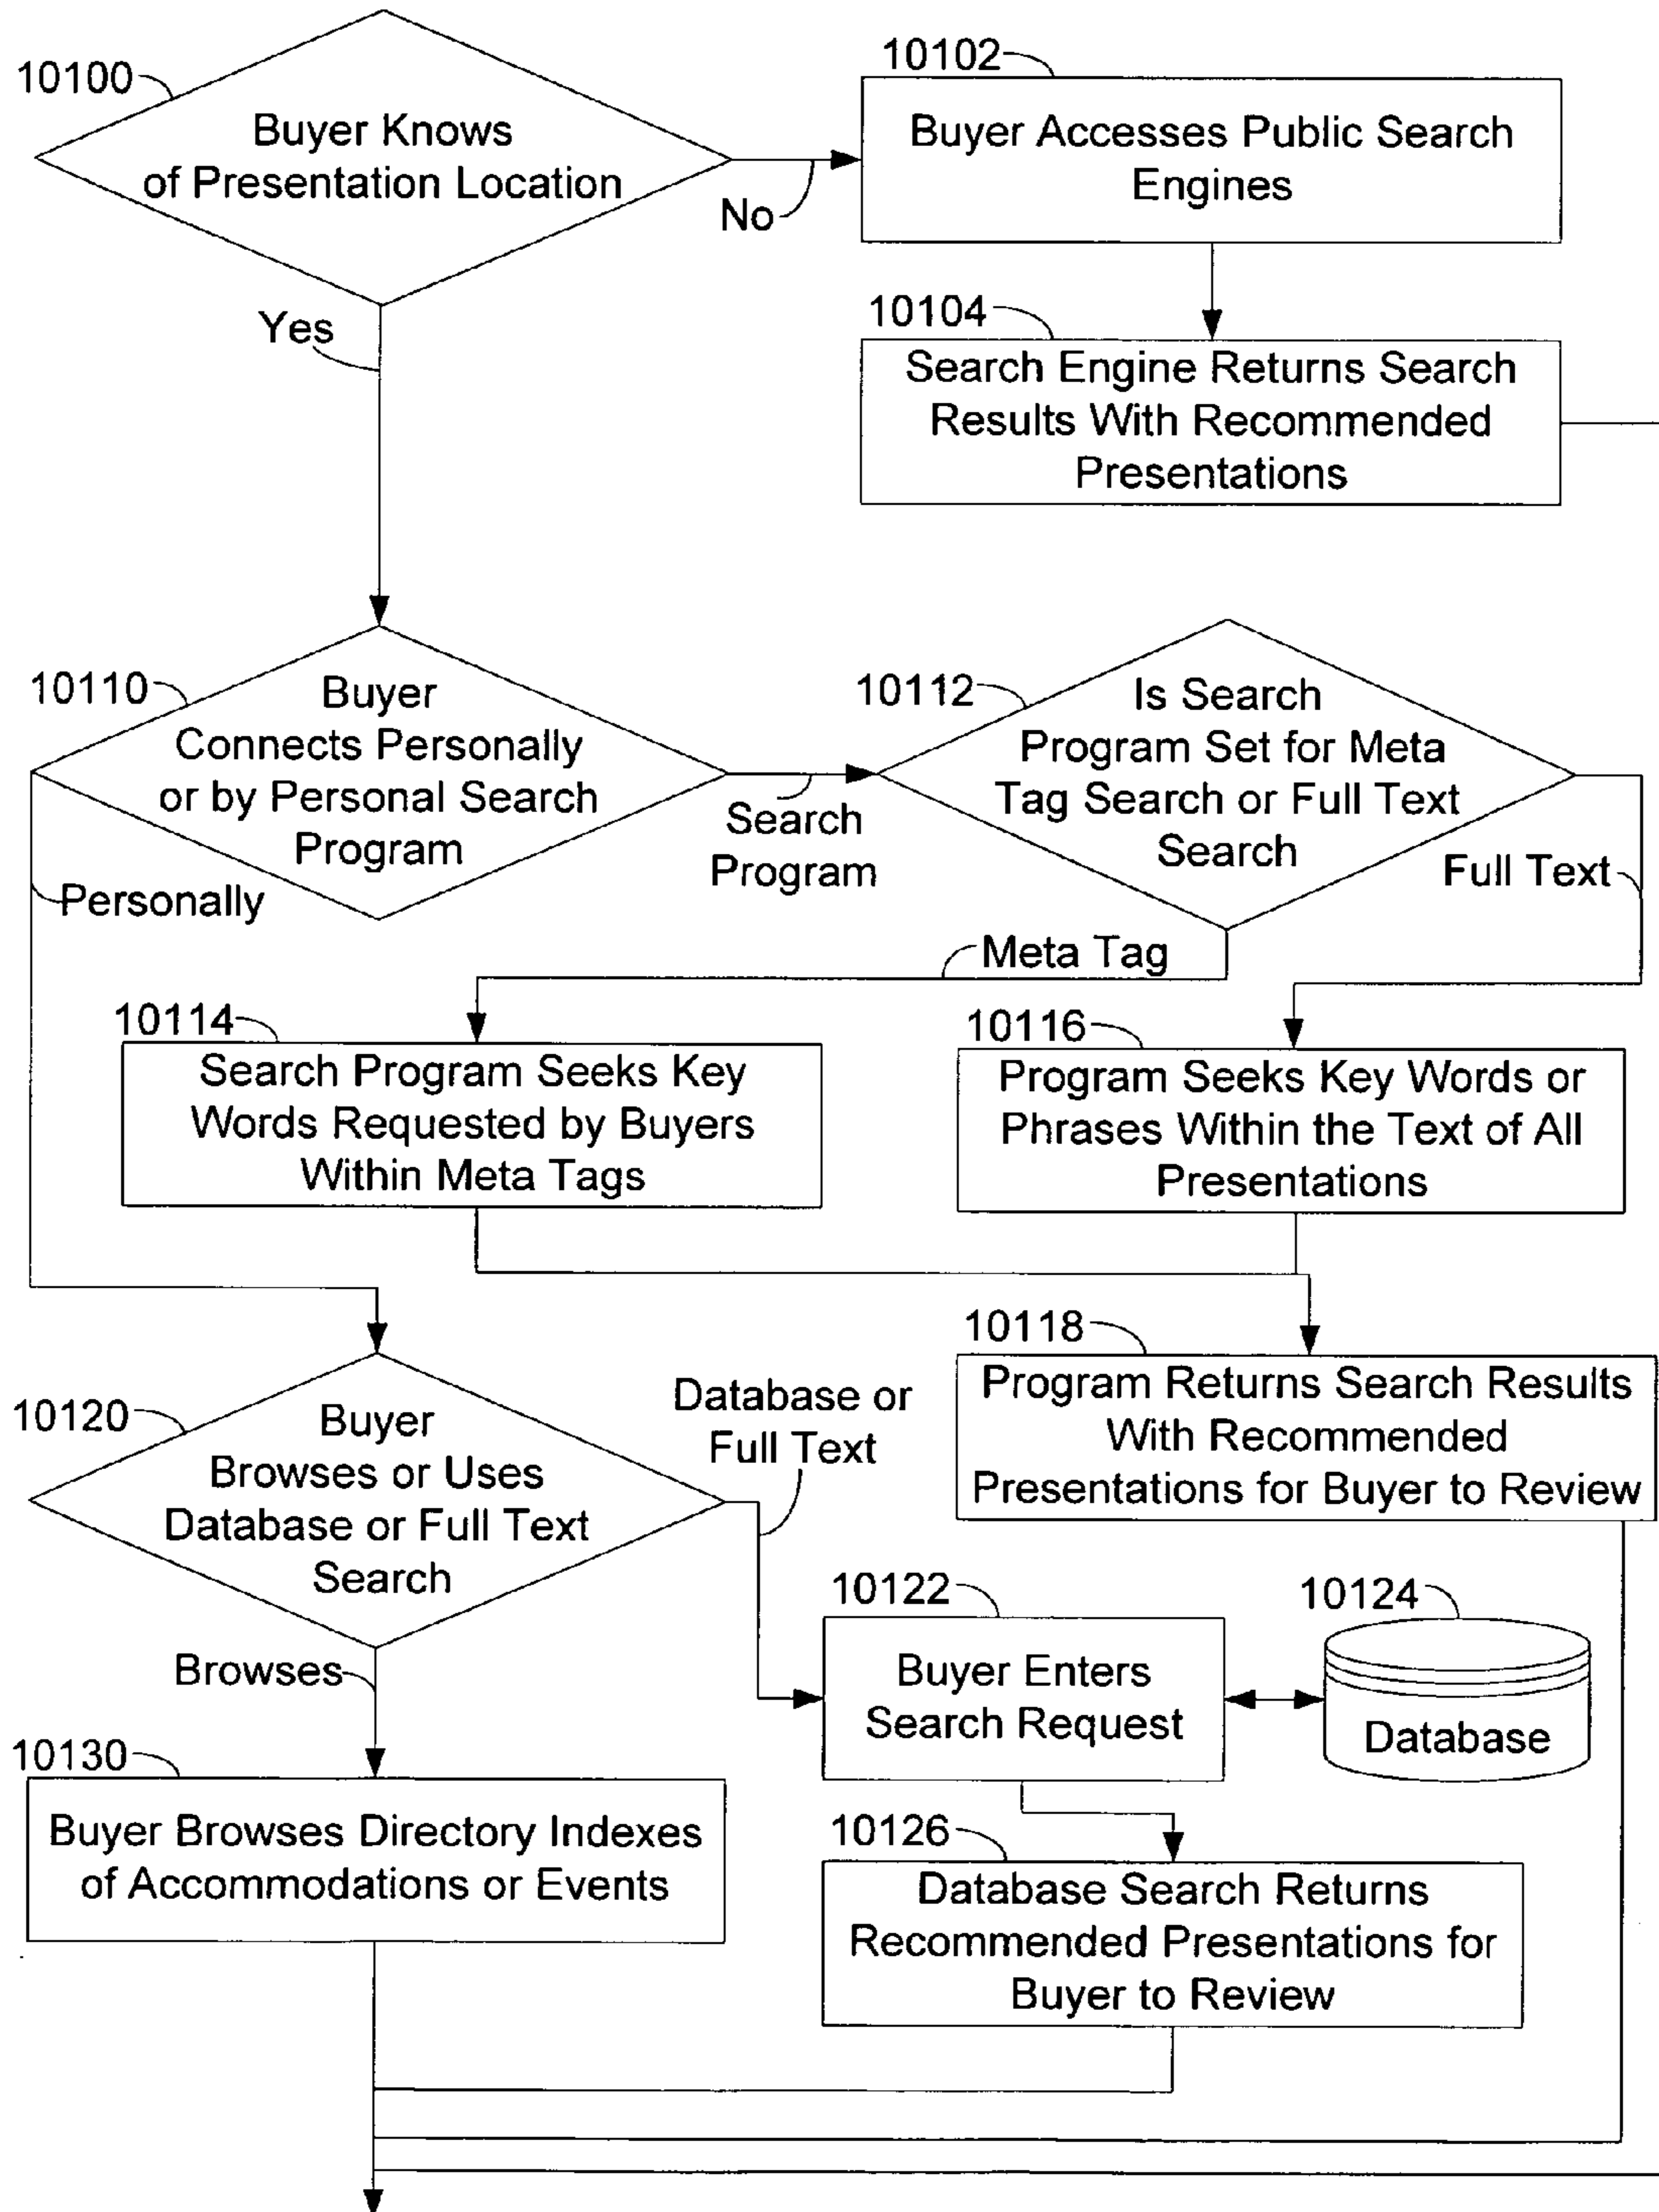 10100
Buyer Knows
of Presentation Location
No
Yes
10102
Buyer Accesses Public Search
Engines
10104
Search Engine Returns Search
Results With Recommended
Presentations
10110
Buyer
Connects Personally
or by Personal Search
Program
Search
Program
Personally
10112
Is Search
Program Set for Meta
Tag Search or Full Text
Search
Full Text
Meta Tag
10114
Search Program Seeks Key
Words Requested by Buyers
Within Meta Tags
10116
Program Seeks Key Words or
Phrases Within the Text of All
Presentations
10118
Program Returns Search Results
With Recommended
Presentations for Buyer to Review
10120
Buyer
Browses or Uses
Database or Full Text
Search
Database or
Full Text
Browses
10122
Buyer Enters
Search Request
10124
Database
10126
Database Search Returns
Recommended Presentations for
Buyer to Review
10130
Buyer Browses Directory Indexes
of Accommodations or Events